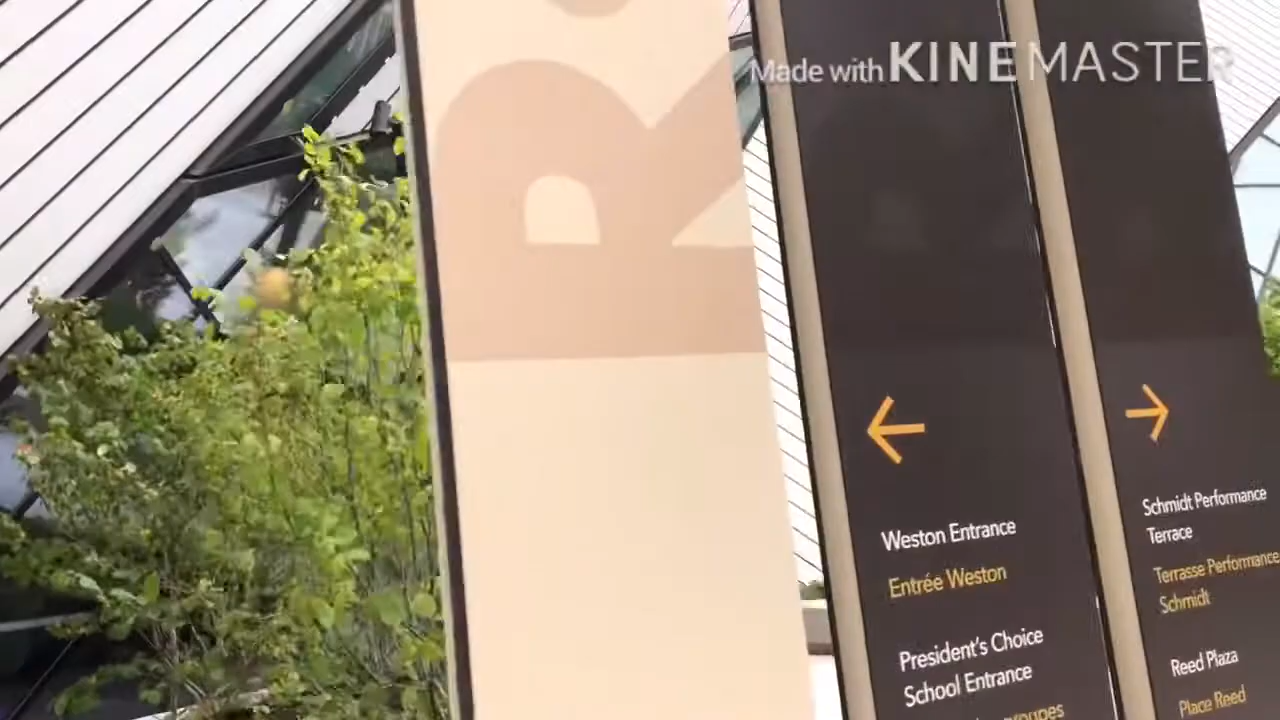 Made with KINEMASTER
R
Weston Entrance
Entrée Weston
President's Choice
School Entrance
groupes
Schmidt Performance
Terrace
Terrasse Performance
Schmidt
Reed Plaza
Place Reed